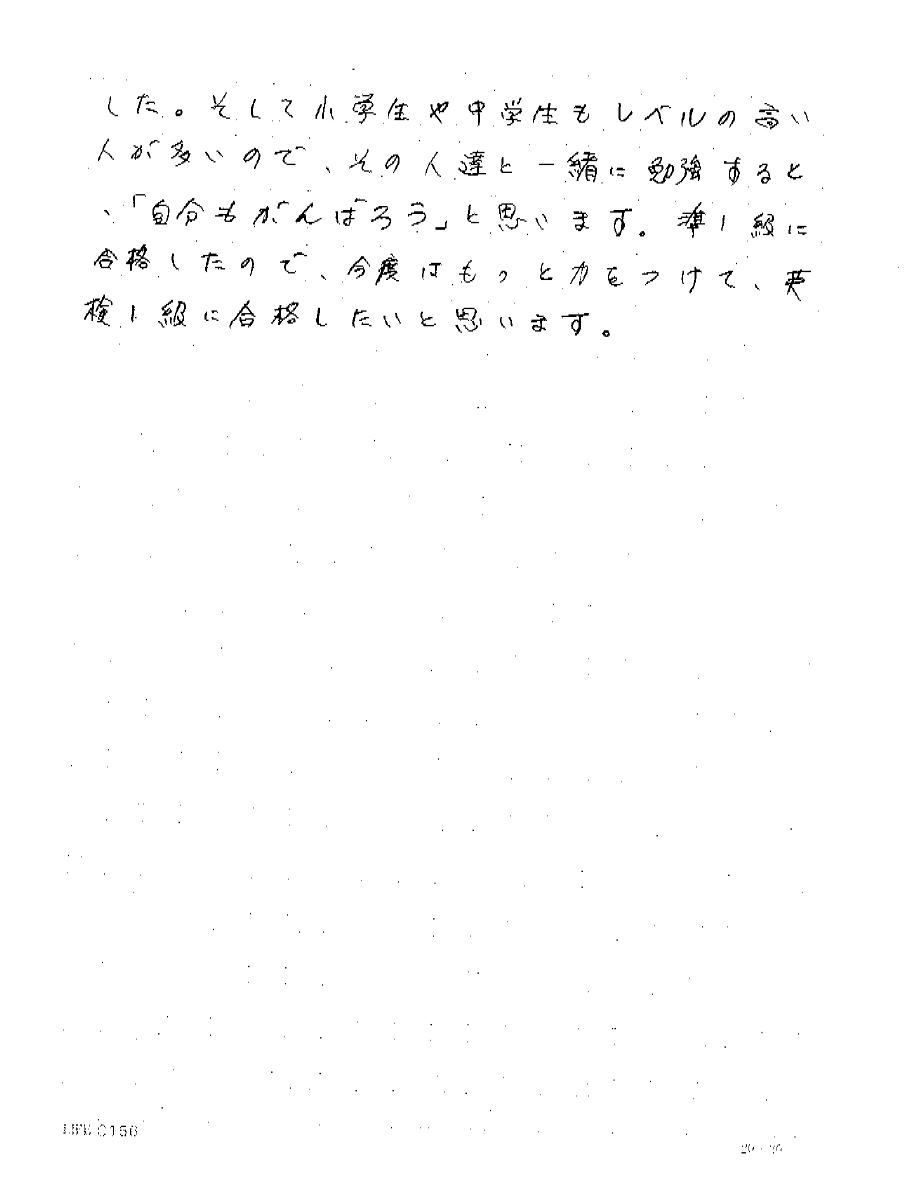 した。そして小学生や中学生もレベルの高い
人が多いので、その人達と一緒に勉強すると
、「自分もがんばろう」と思います。準1級に
合格したので、今度はもっと力をつけて、英
検1級に合格したいと思います。
LIFE C156